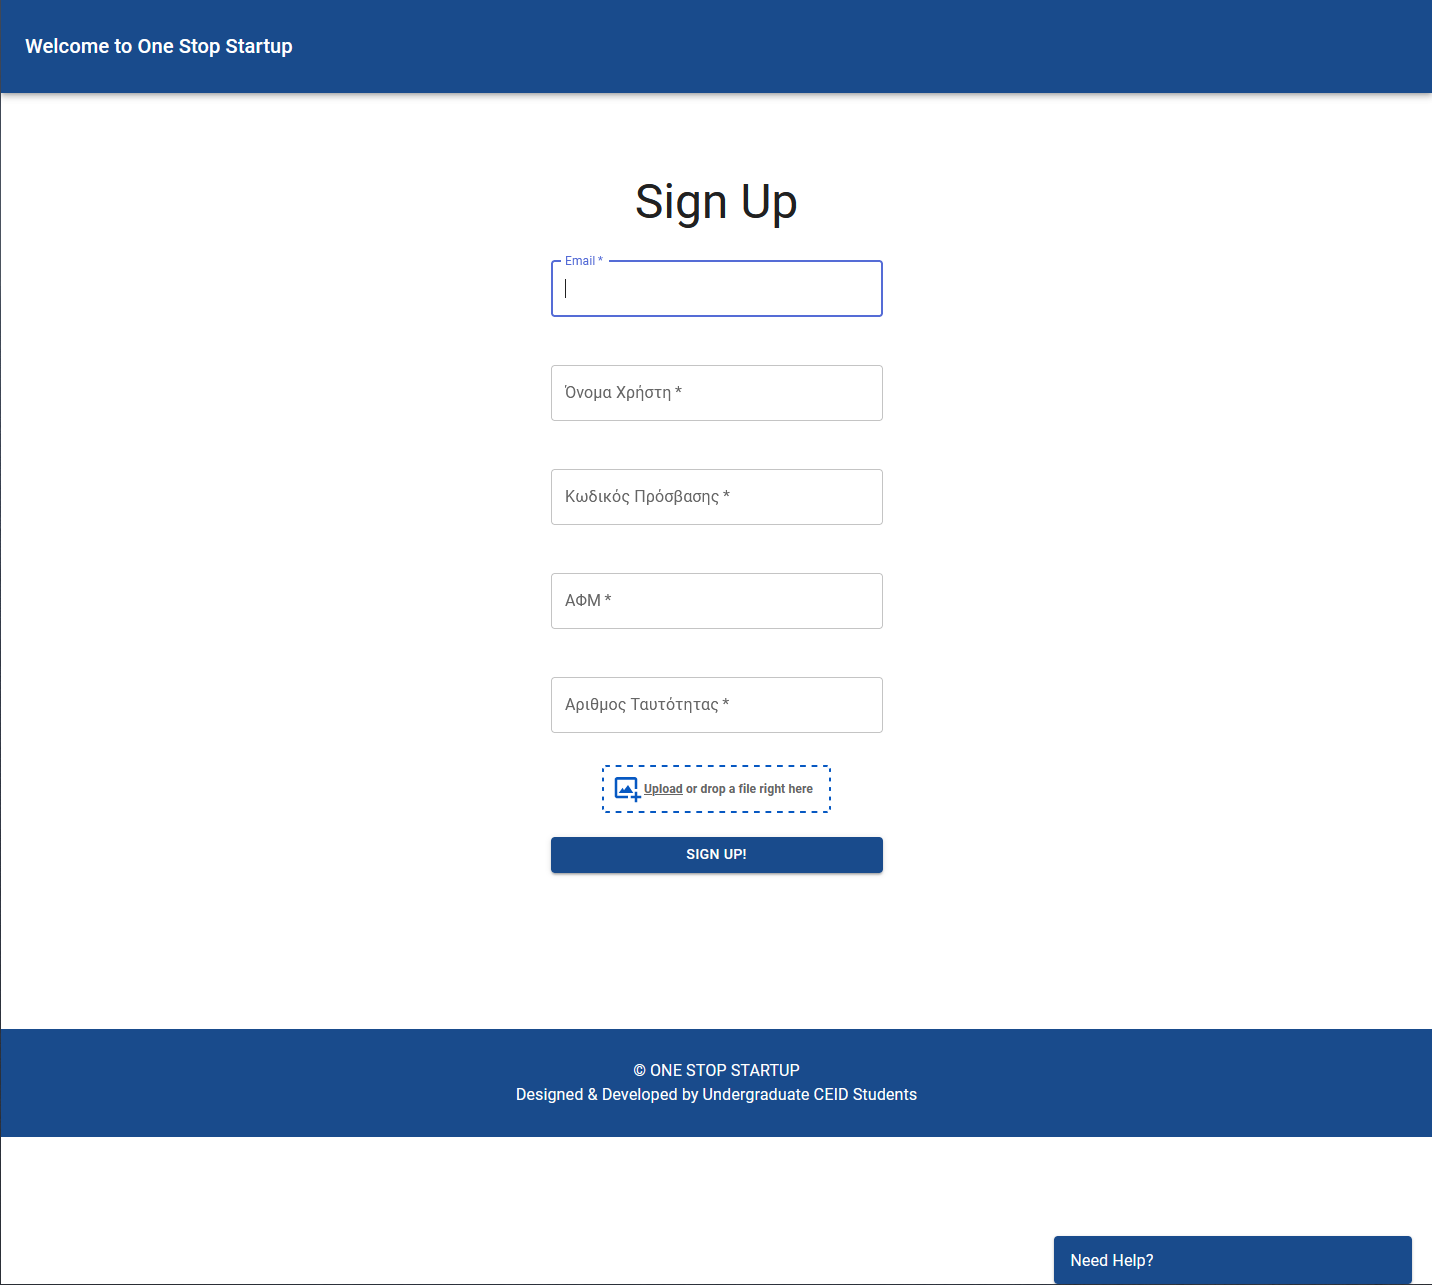 Welcome to One Stop Startup
Sign Up
Email *
Όνομα Χρήστη *
Κωδικός Πρόσβασης *
ΑΦΜ *
Αριθμος Ταυτότητας *
Upload or drop a file right here
SIGN UP!
© ONE STOP STARTUP
Designed & Developed by Undergraduate CEID Students
Need Help?